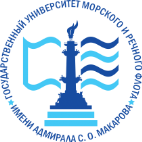 ГОСУДАРСТВЕННЫЙ УНИВЕРСИТЕТ МОРСКОГО И РЕЧНОГО ФЛОТА
ИМЕНИ АДМИРАЛА С. О. МАКАРОВА